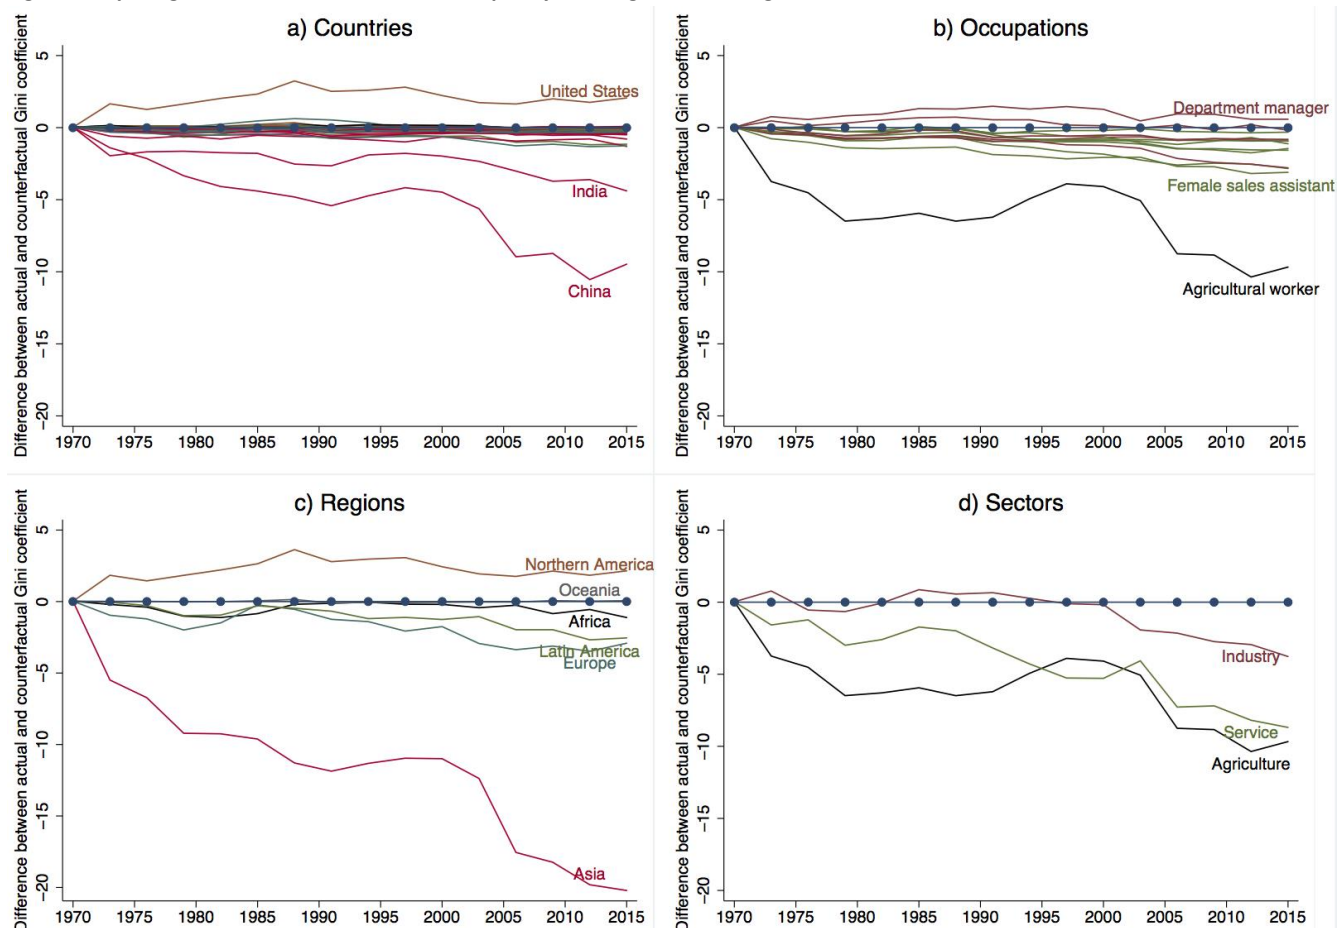 a) Countries
Difference between actual and counterfactual Gini coefficient
5
0
−5
−10
−15
−20
United States
India
China
1970 1975 1980 1985 1990 1995 2000 2005 2010 2015
b) Occupations
Difference between actual and counterfactual Gini coefficient
5
0
−5
−10
−15
−20
Department manager
Female sales assistant
Agricultural worker
1970 1975 1980 1985 1990 1995 2000 2005 2010 2015
c) Regions
Difference between actual and counterfactual Gini coefficient
5
0
−5
−10
−15
−20
Northern America
Oceania
Africa
Latin America
Europe
Asia
1970 1975 1980 1985 1990 1995 2000 2005 2010 2015
d) Sectors
Difference between actual and counterfactual Gini coefficient
5
0
−5
−10
−15
−20
Industry
Service
Agriculture
1970 1975 1980 1985 1990 1995 2000 2005 2010 2015